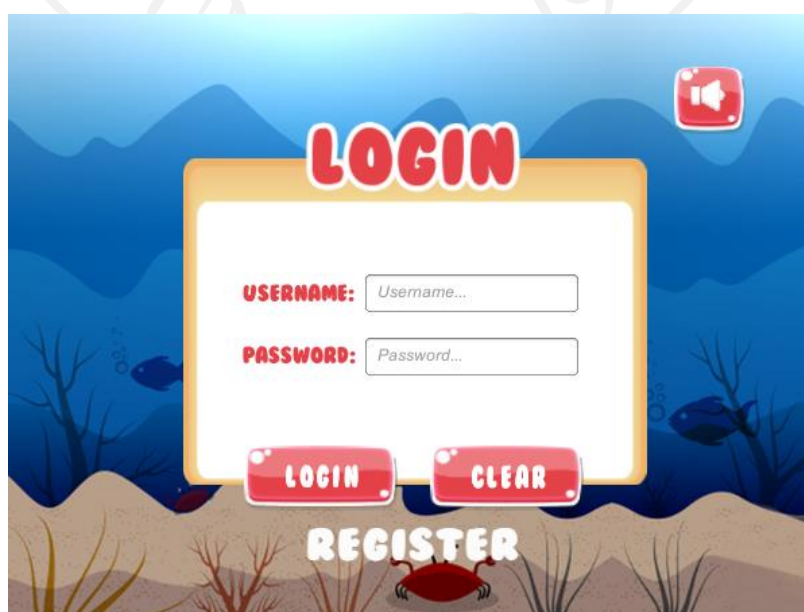 LOGIN
USERNAME: Username...
PASSWORD: Password...
LOGIN CLEAR
REGISTER